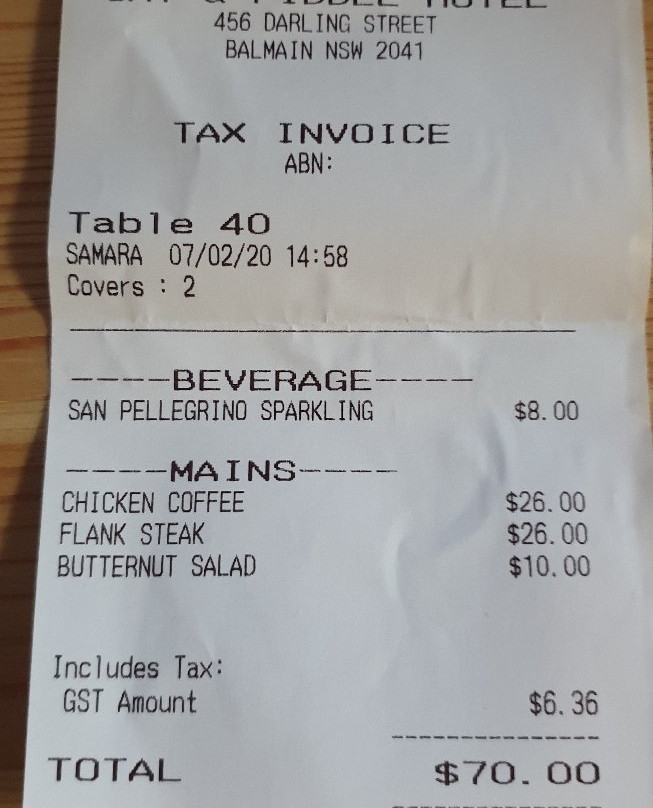 HOTEL
456 DARLING STREET
BALMAIN NSW 2041
TAX INVOICE
ABN:
Table 40
SAMARA 07/02/20 14:58
Covers : 2
----BEVERAGE----
SAN PELLEGRINO SPARKLING $8.00
----MAINS----
CHICKEN COFFEE $26.00
FLANK STEAK $26.00
BUTTERNUT SALAD $10.00
Includes Tax:
GST Amount $6.36
TOTAL $70.00